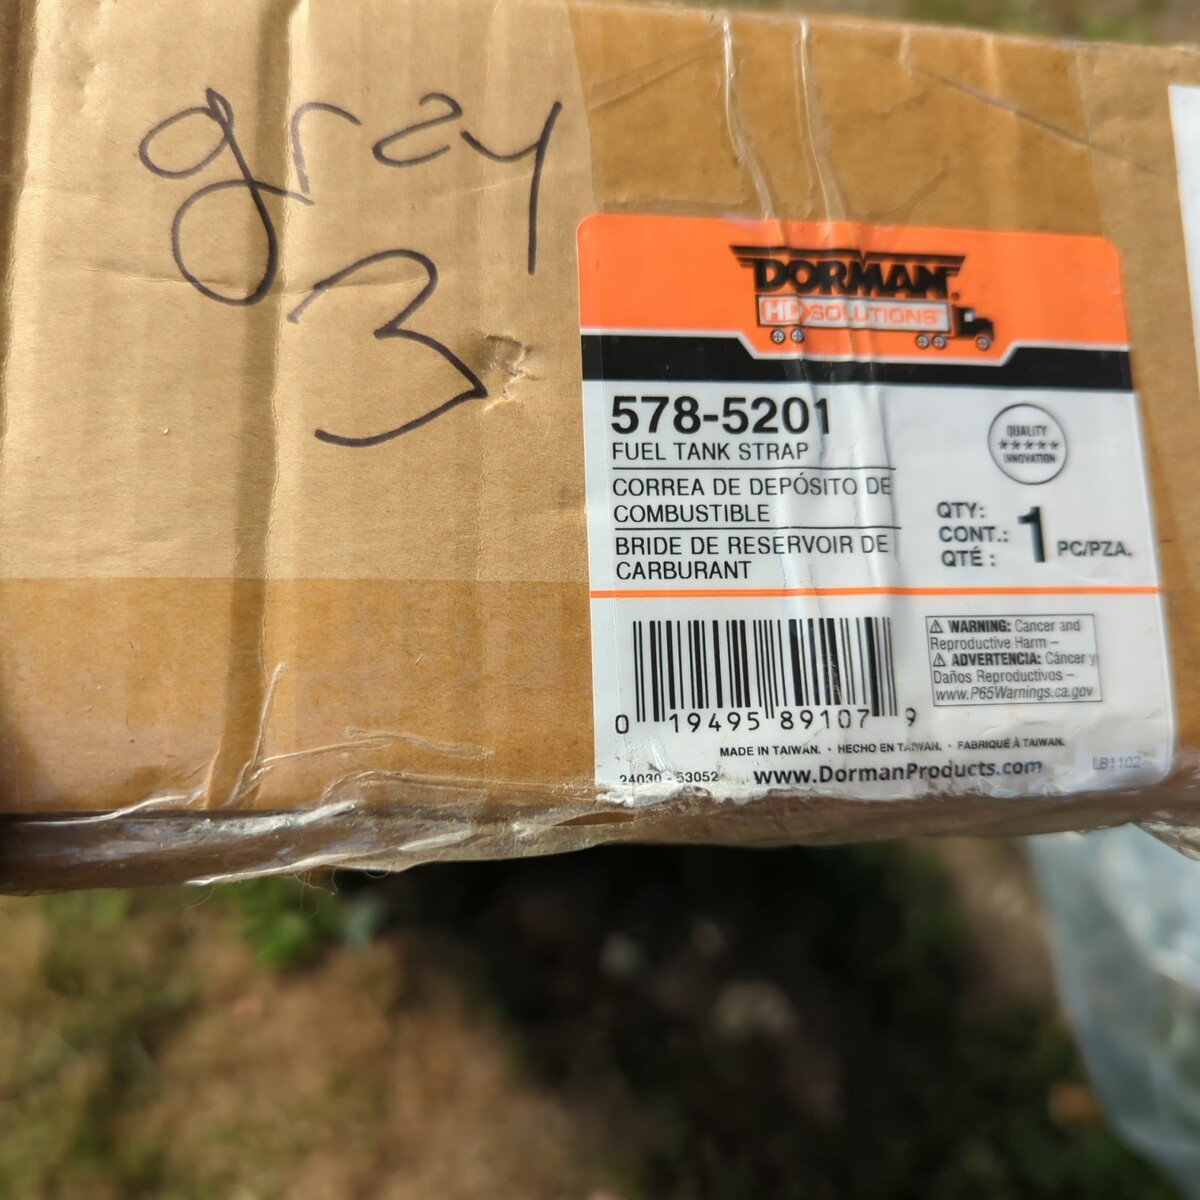 gray
3
DORMAN®
HD SOLUTIONS™
578-5201
FUEL TANK STRAP
CORREA DE DEPÓSITO DE
COMBUSTIBLE
BRIDE DE RESERVOIR DE
CARBURANT
QUALITY
★★★★★
INNOVATION
QTY:
CONT.:
QTÉ :
1 PC/PZA.
⚠ WARNING: Cancer and
Reproductive Harm –
⚠ ADVERTENCIA: Cáncer y
Daños Reproductivos –
www.P65Warnings.ca.gov
0 19495 89107 9
MADE IN TAIWAN. • HECHO EN TAIWAN. • FABRIQUÉ À TAIWAN.
24030 - 53052 www.DormanProducts.com LB1102